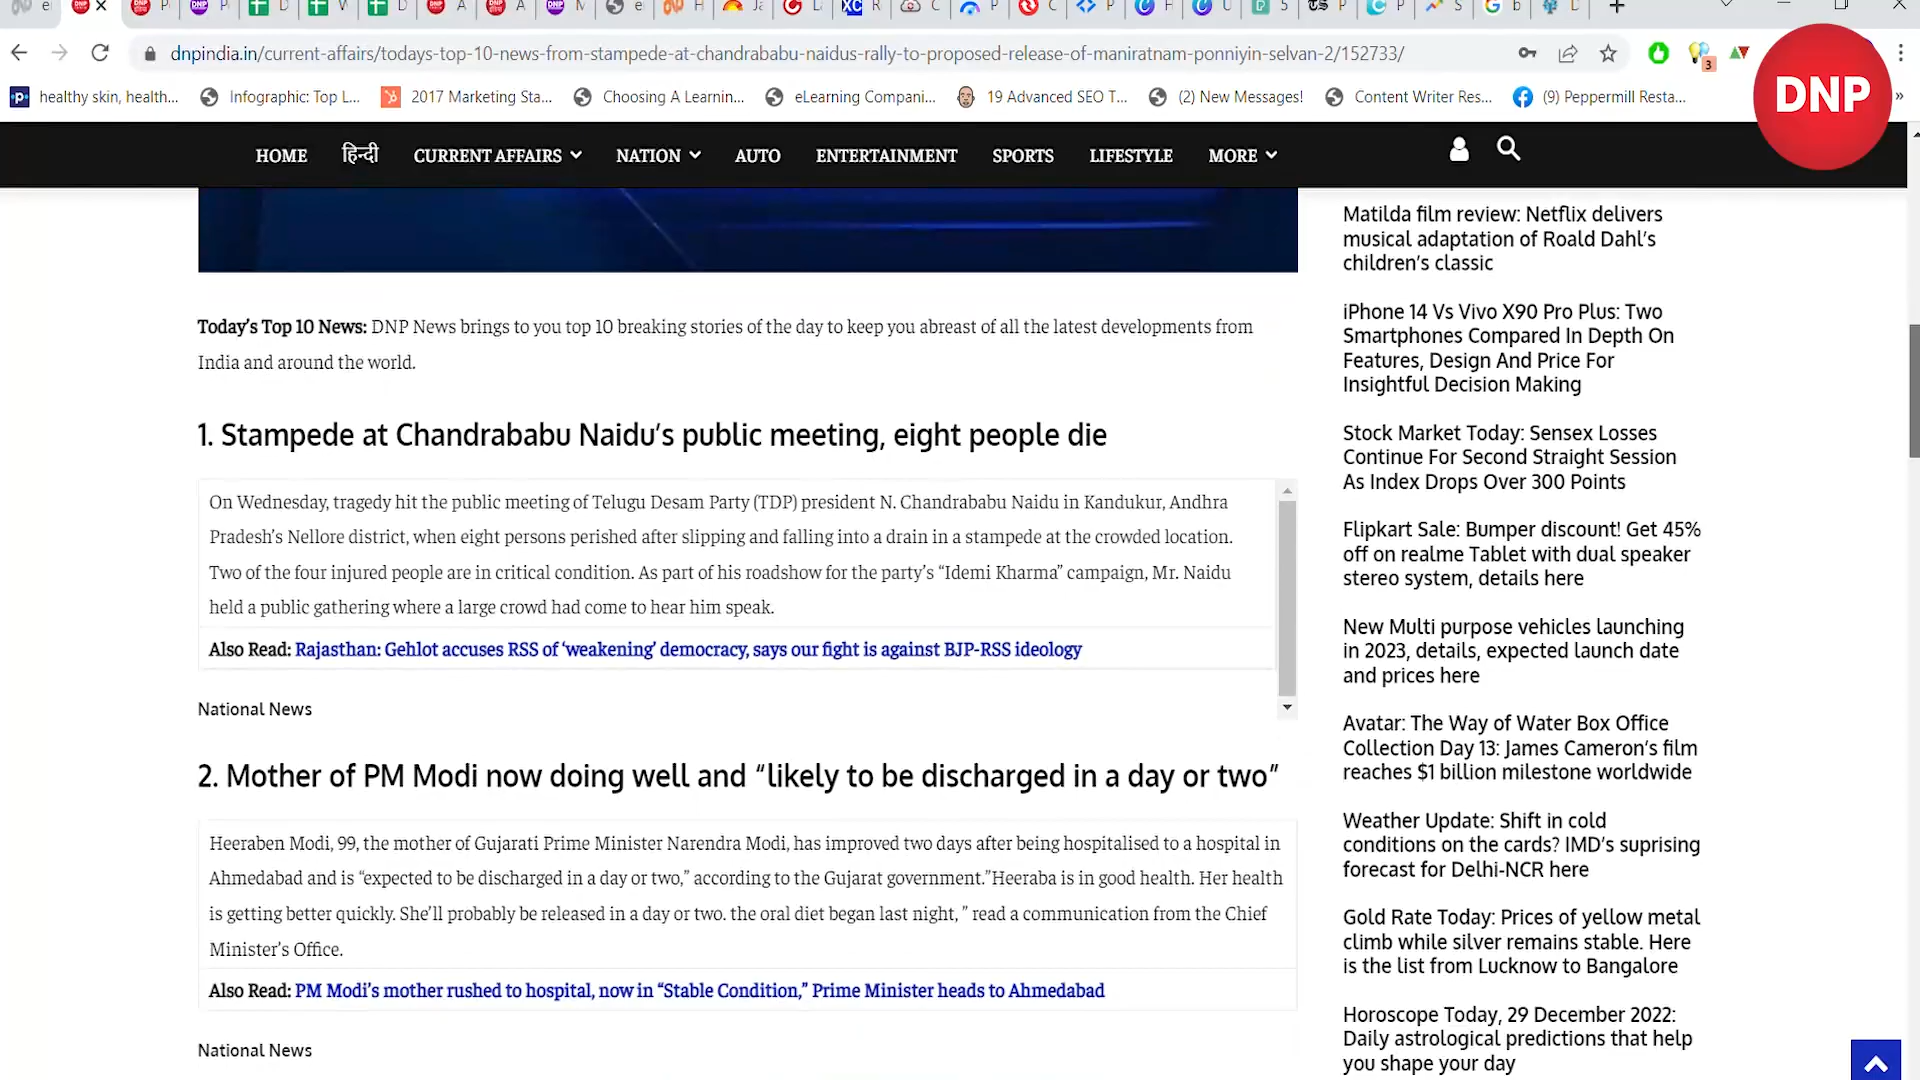 dnpindia.in/current-affairs/todays-top-10-news-from-stampede-at-chandrababu-naidus-rally-to-proposed-release-of-maniratnam-ponniyin-selvan-2/152733/
3
healthy skin, health... Infographic: Top L... 2017 Marketing Sta... Choosing A Learnin... eLearning Compani... 19 Advanced SEO T... (2) New Messages! Content Writer Res... (9) Peppermill Resta... »
DNP
HOME हिन्दी CURRENT AFFAIRS NATION AUTO ENTERTAINMENT SPORTS LIFESTYLE MORE
Today's Top 10 News: DNP News brings to you top 10 breaking stories of the day to keep you abreast of all the latest developments from
India and around the world.
1. Stampede at Chandrababu Naidu's public meeting, eight people die
On Wednesday, tragedy hit the public meeting of Telugu Desam Party (TDP) president N. Chandrababu Naidu in Kandukur, Andhra
Pradesh's Nellore district, when eight persons perished after slipping and falling into a drain in a stampede at the crowded location.
Two of the four injured people are in critical condition. As part of his roadshow for the party's “Idemi Kharma” campaign, Mr. Naidu
held a public gathering where a large crowd had come to hear him speak.
Also Read: Rajasthan: Gehlot accuses RSS of ‘weakening’ democracy, says our fight is against BJP-RSS ideology
National News
2. Mother of PM Modi now doing well and “likely to be discharged in a day or two”
Heeraben Modi, 99, the mother of Gujarati Prime Minister Narendra Modi, has improved two days after being hospitalised to a hospital in
Ahmedabad and is “expected to be discharged in a day or two,” according to the Gujarat government.”Heeraba is in good health. Her health
is getting better quickly. She'll probably be released in a day or two. the oral diet began last night, ” read a communication from the Chief
Minister's Office.
Also Read: PM Modi's mother rushed to hospital, now in “Stable Condition,” Prime Minister heads to Ahmedabad
National News
Matilda film review: Netflix delivers
musical adaptation of Roald Dahl's
children's classic
iPhone 14 Vs Vivo X90 Pro Plus: Two
Smartphones Compared In Depth On
Features, Design And Price For
Insightful Decision Making
Stock Market Today: Sensex Losses
Continue For Second Straight Session
As Index Drops Over 300 Points
Flipkart Sale: Bumper discount! Get 45%
off on realme Tablet with dual speaker
stereo system, details here
New Multi purpose vehicles launching
in 2023, details, expected launch date
and prices here
Avatar: The Way of Water Box Office
Collection Day 13: James Cameron's film
reaches $1 billion milestone worldwide
Weather Update: Shift in cold
conditions on the cards? IMD's suprising
forecast for Delhi-NCR here
Gold Rate Today: Prices of yellow metal
climb while silver remains stable. Here
is the list from Lucknow to Bangalore
Horoscope Today, 29 December 2022:
Daily astrological predictions that help
you shape your day